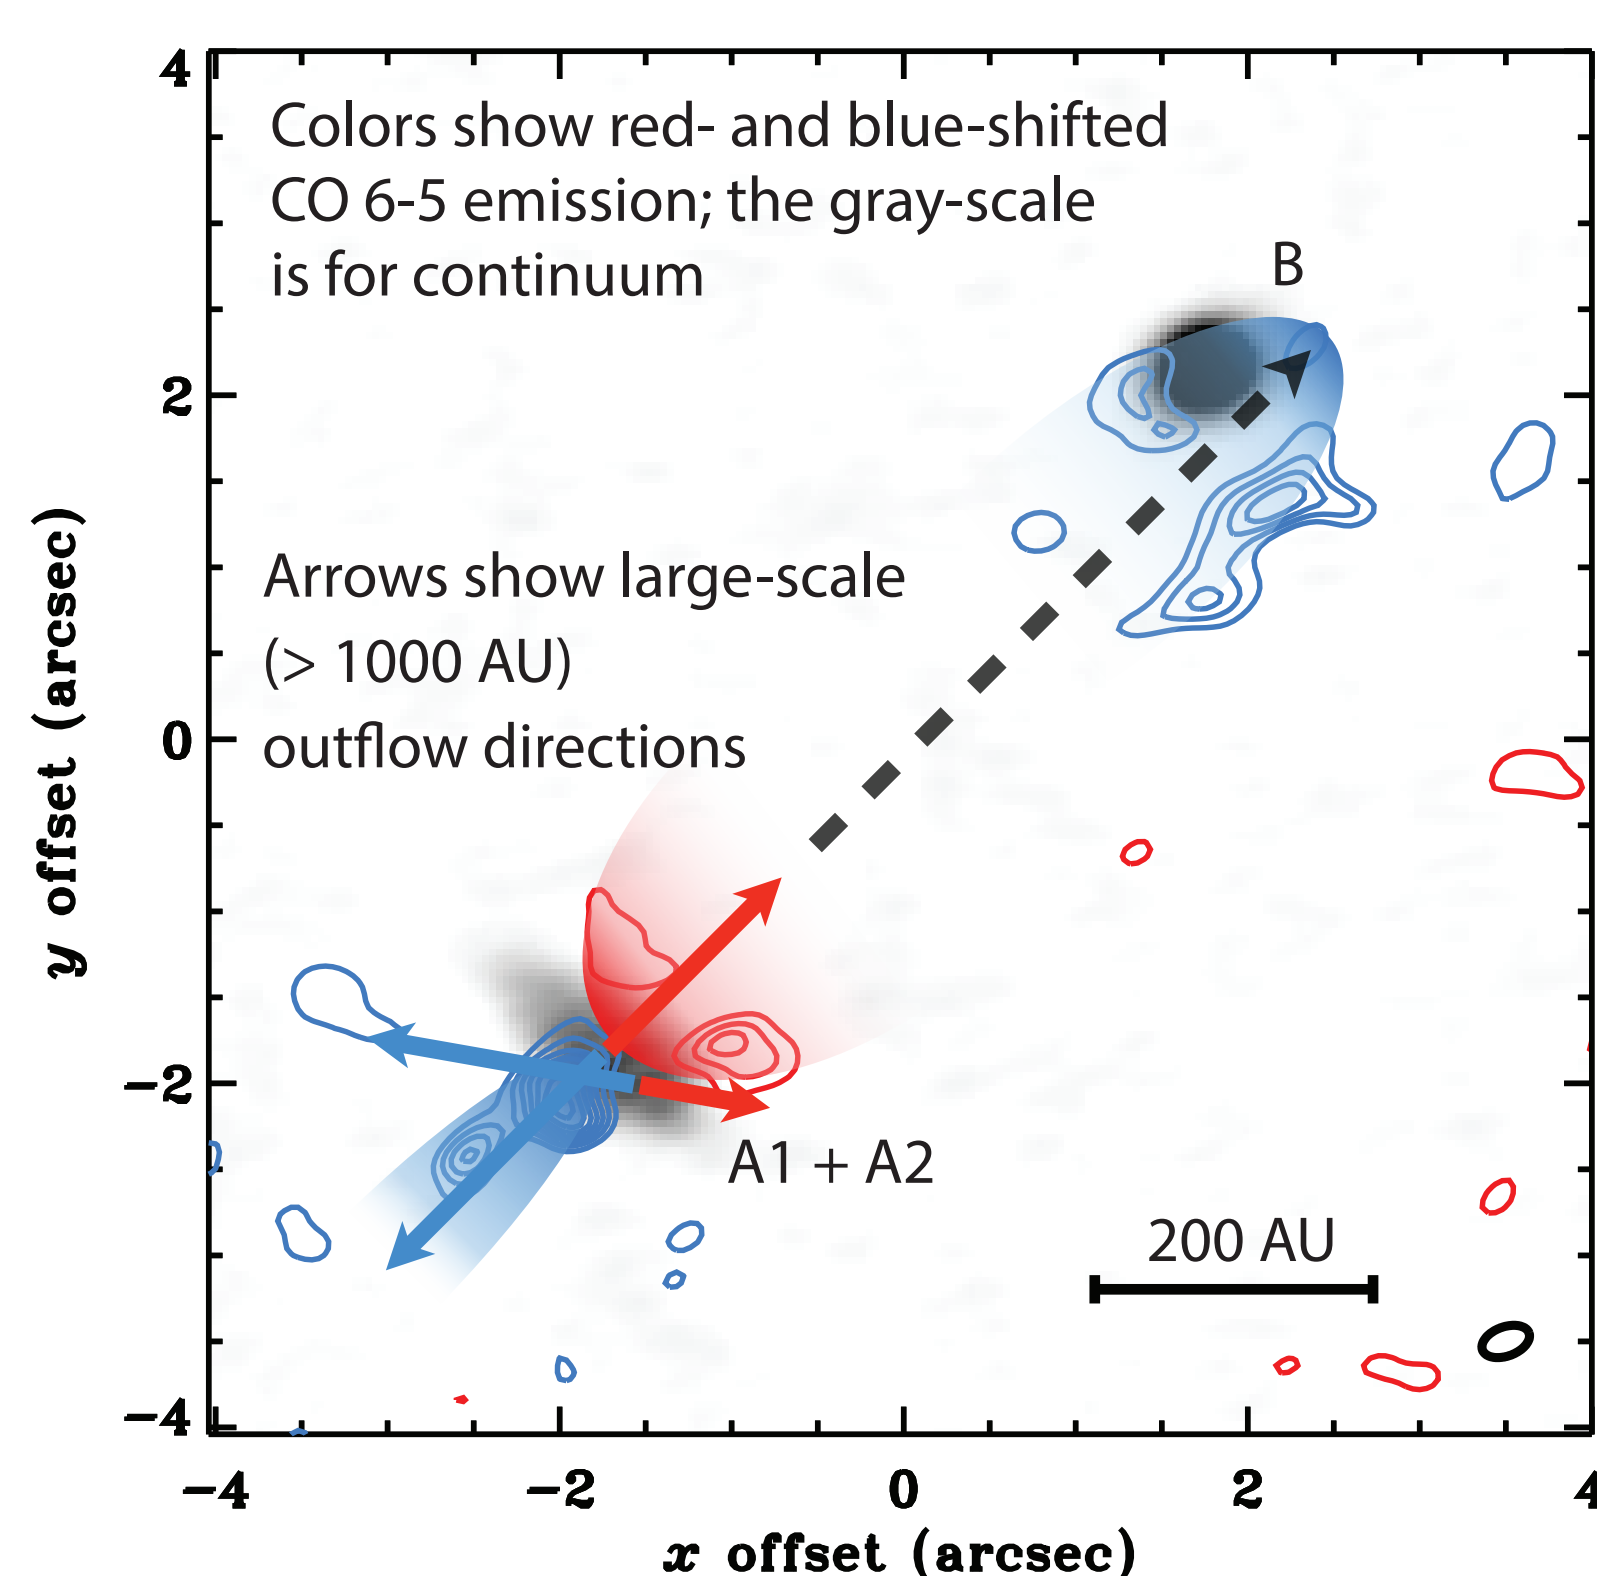 4
Colors show red- and blue-shifted
CO 6-5 emission; the gray-scale
is for continuum
B
2
Arrows show large-scale
(> 1000 AU)
outflow directions
0
y offset (arcsec)
−2
A1 + A2
200 AU
−4
−4 −2 0 2 4
x offset (arcsec)